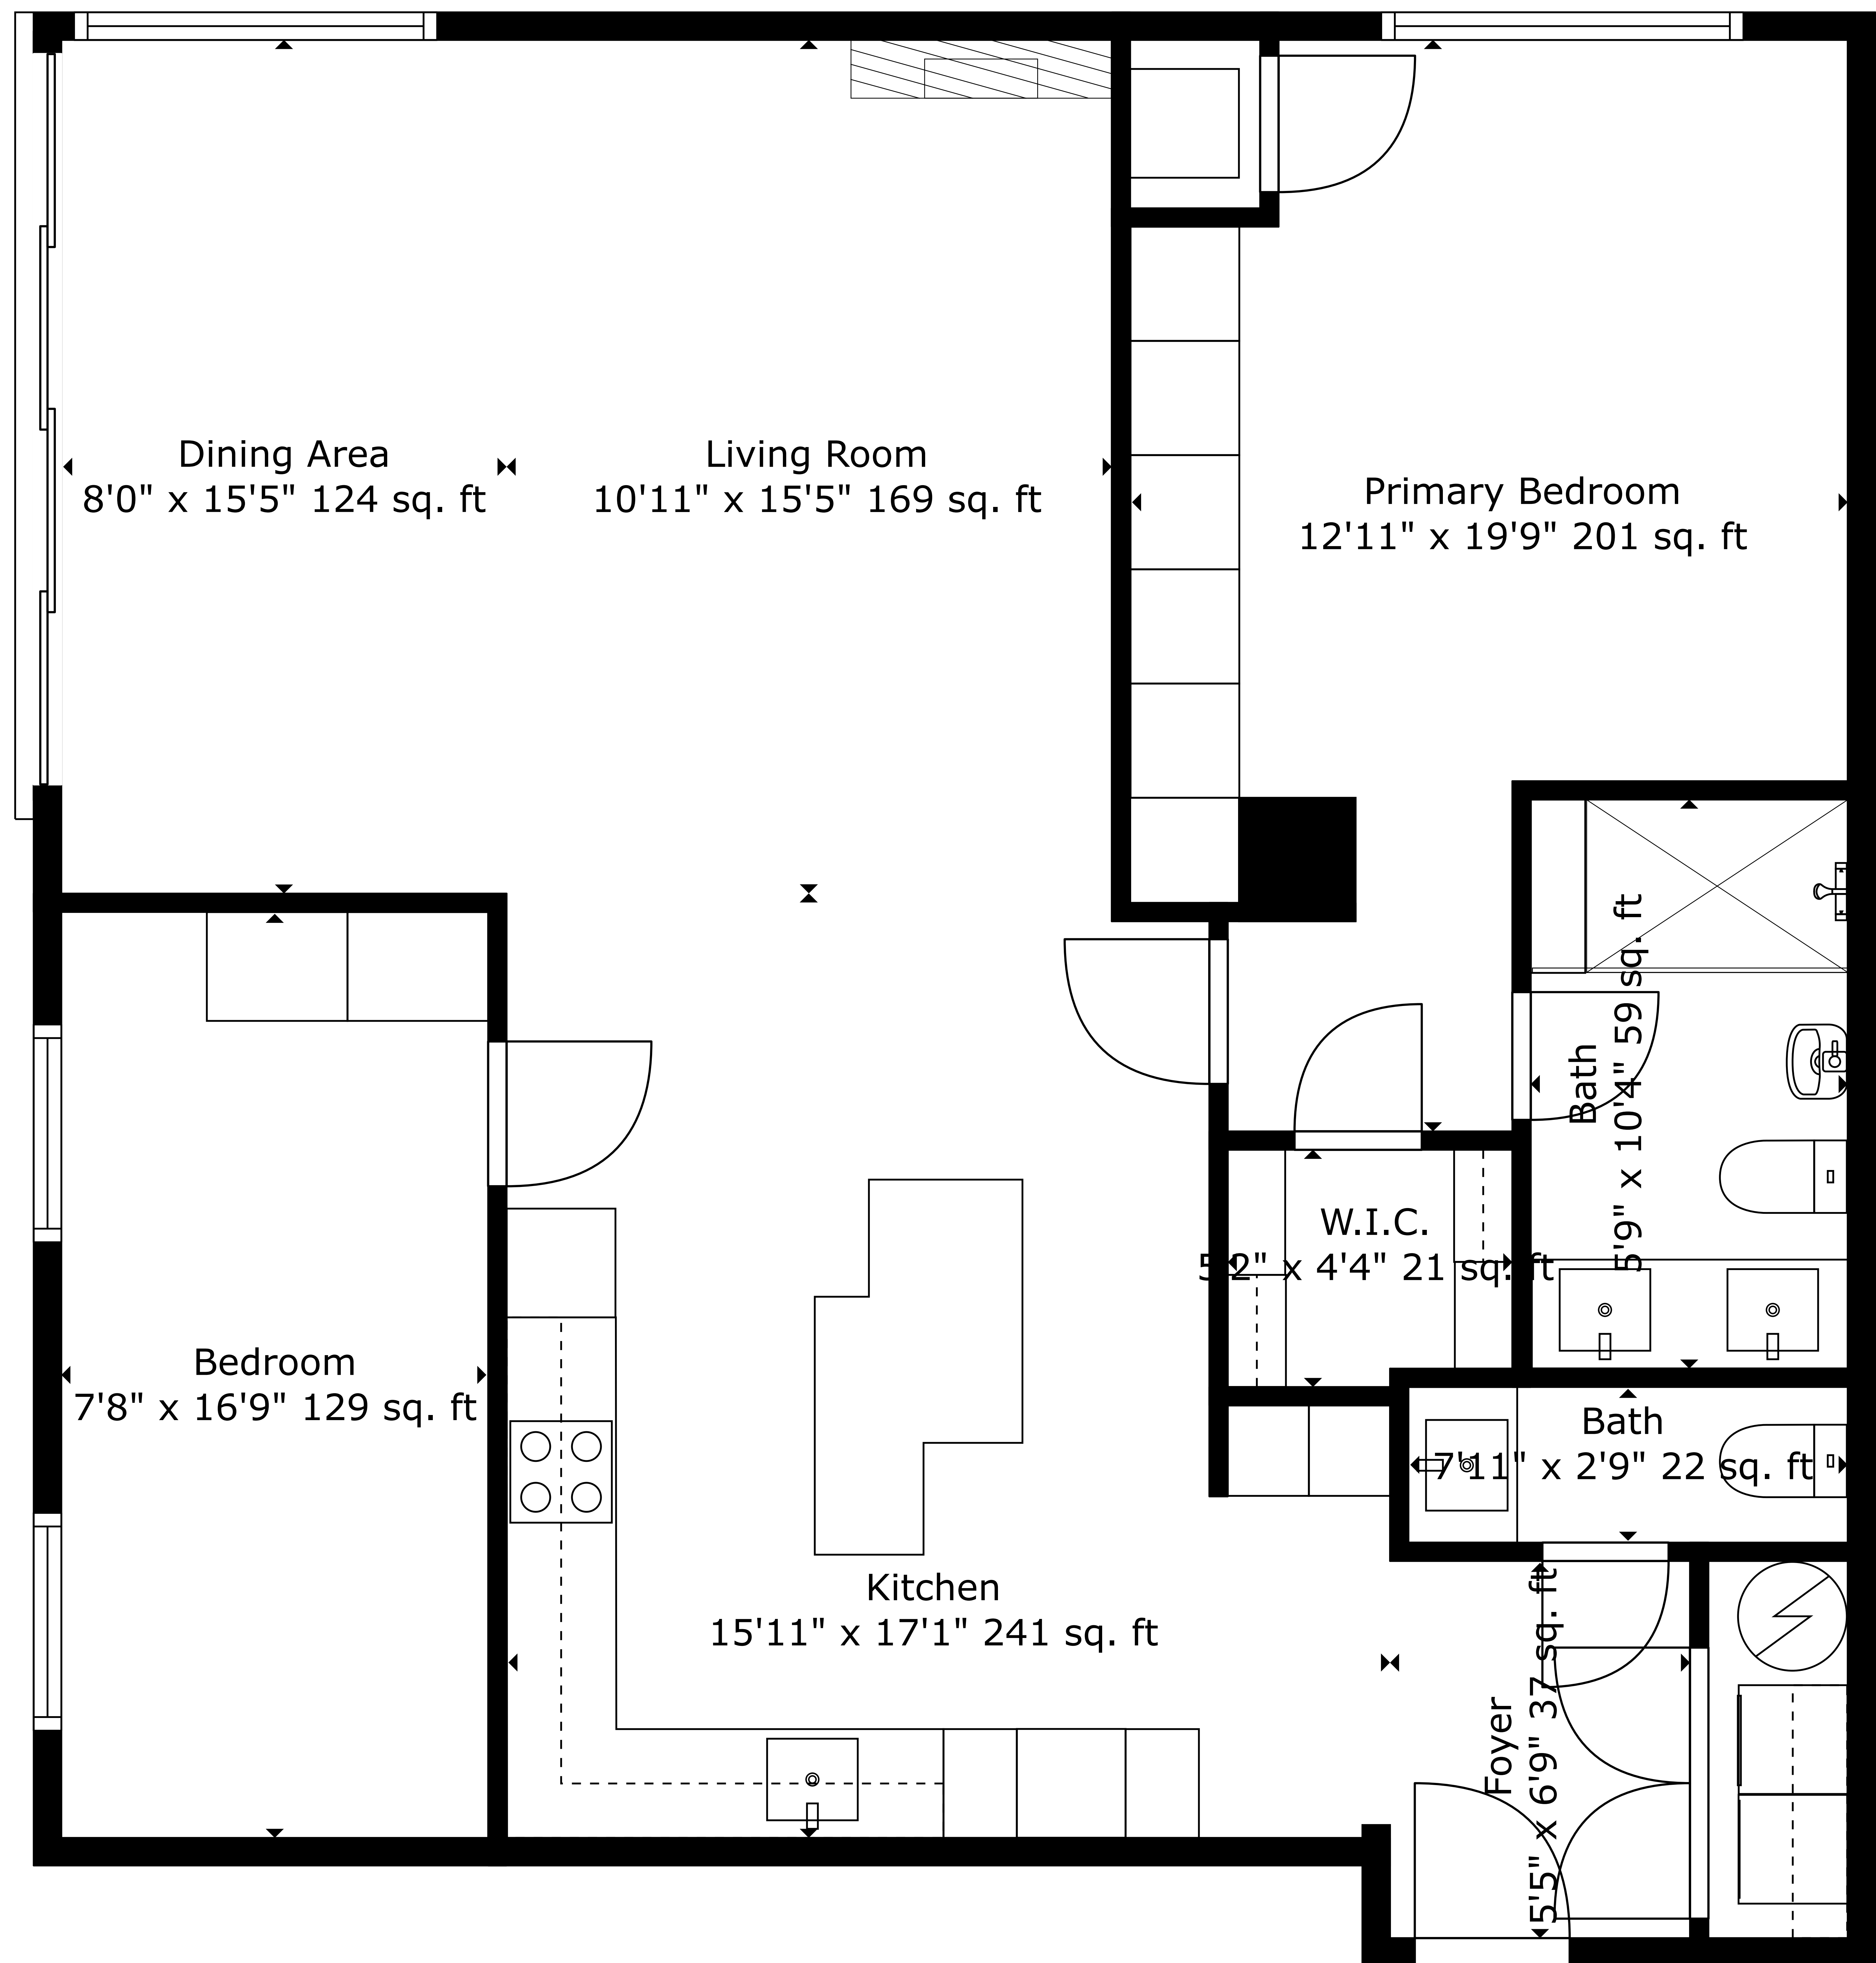 Dining Area
8'0" x 15'5" 124 sq. ft
Living Room
10'11" x 15'5" 169 sq. ft
Primary Bedroom
12'11" x 19'9" 201 sq. ft
Bath
5'9" x 10'4" 59 sq. ft
W.I.C.
5'2" x 4'4" 21 sq. ft
Bedroom
7'8" x 16'9" 129 sq. ft
Bath
7'11" x 2'9" 22 sq. ft
Kitchen
15'11" x 17'1" 241 sq. ft
Foyer
5'5" x 6'9" 37 sq. ft